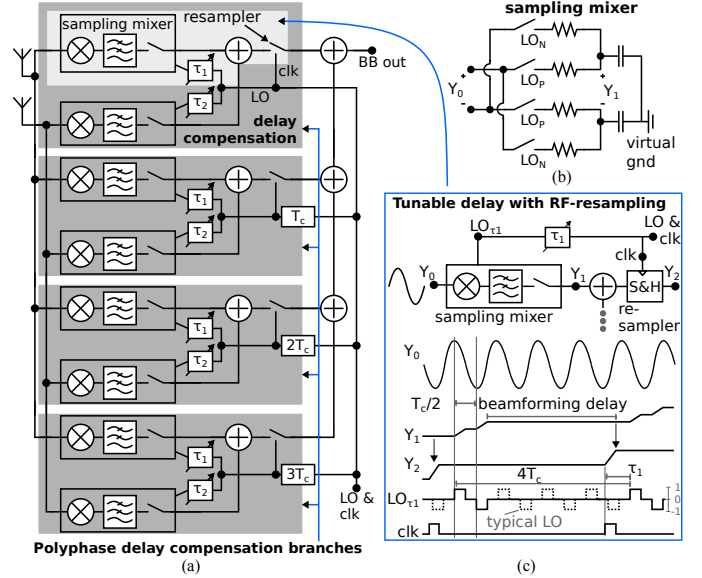 sampling mixer
resampler
τ1
τ2
clk
LO
BB out
delay
compensation
τ1
τ2
Tc
τ1
τ2
2Tc
τ1
τ2
3Tc
LO &
clk
Polyphase delay compensation branches
(a)
sampling mixer
LON
LOP
Y0
+
-
LOP
LON
+
Y1
-
virtual
gnd
(b)
Tunable delay with RF-resampling
LOτ1
τ1
LO &
clk
clk
Y0
Y1
Y2
S&H
sampling mixer
re-
sampler
Y0
Tc/2
beamforming delay
Y1
Y2
4Tc
τ1
LOτ1
1
0
-1
typical LO
clk
(c)